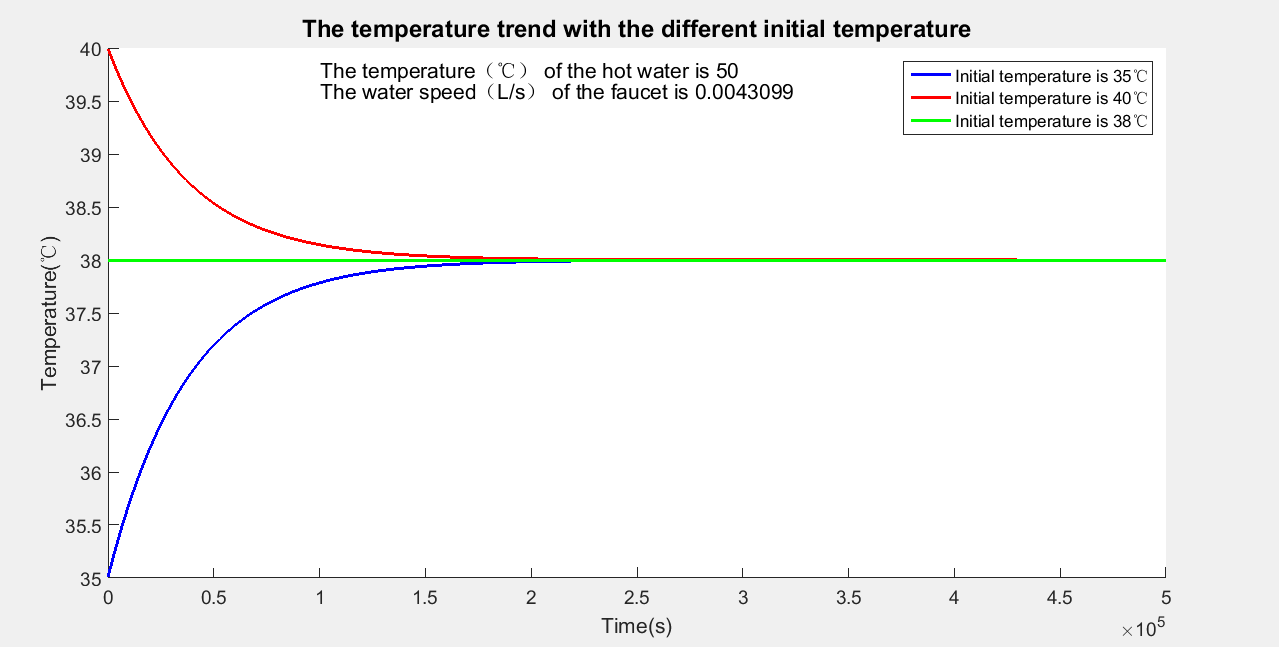 The temperature trend with the different initial temperature
The temperature（℃） of the hot water is 50
The water speed（L/s） of the faucet is 0.0043099
Initial temperature is 35℃
Initial temperature is 40℃
Initial temperature is 38℃
Temperature(℃)
40
39.5
39
38.5
38
37.5
37
36.5
36
35.5
35
0 0.5 1 1.5 2 2.5 3 3.5 4 4.5 5
Time(s)
×10⁵